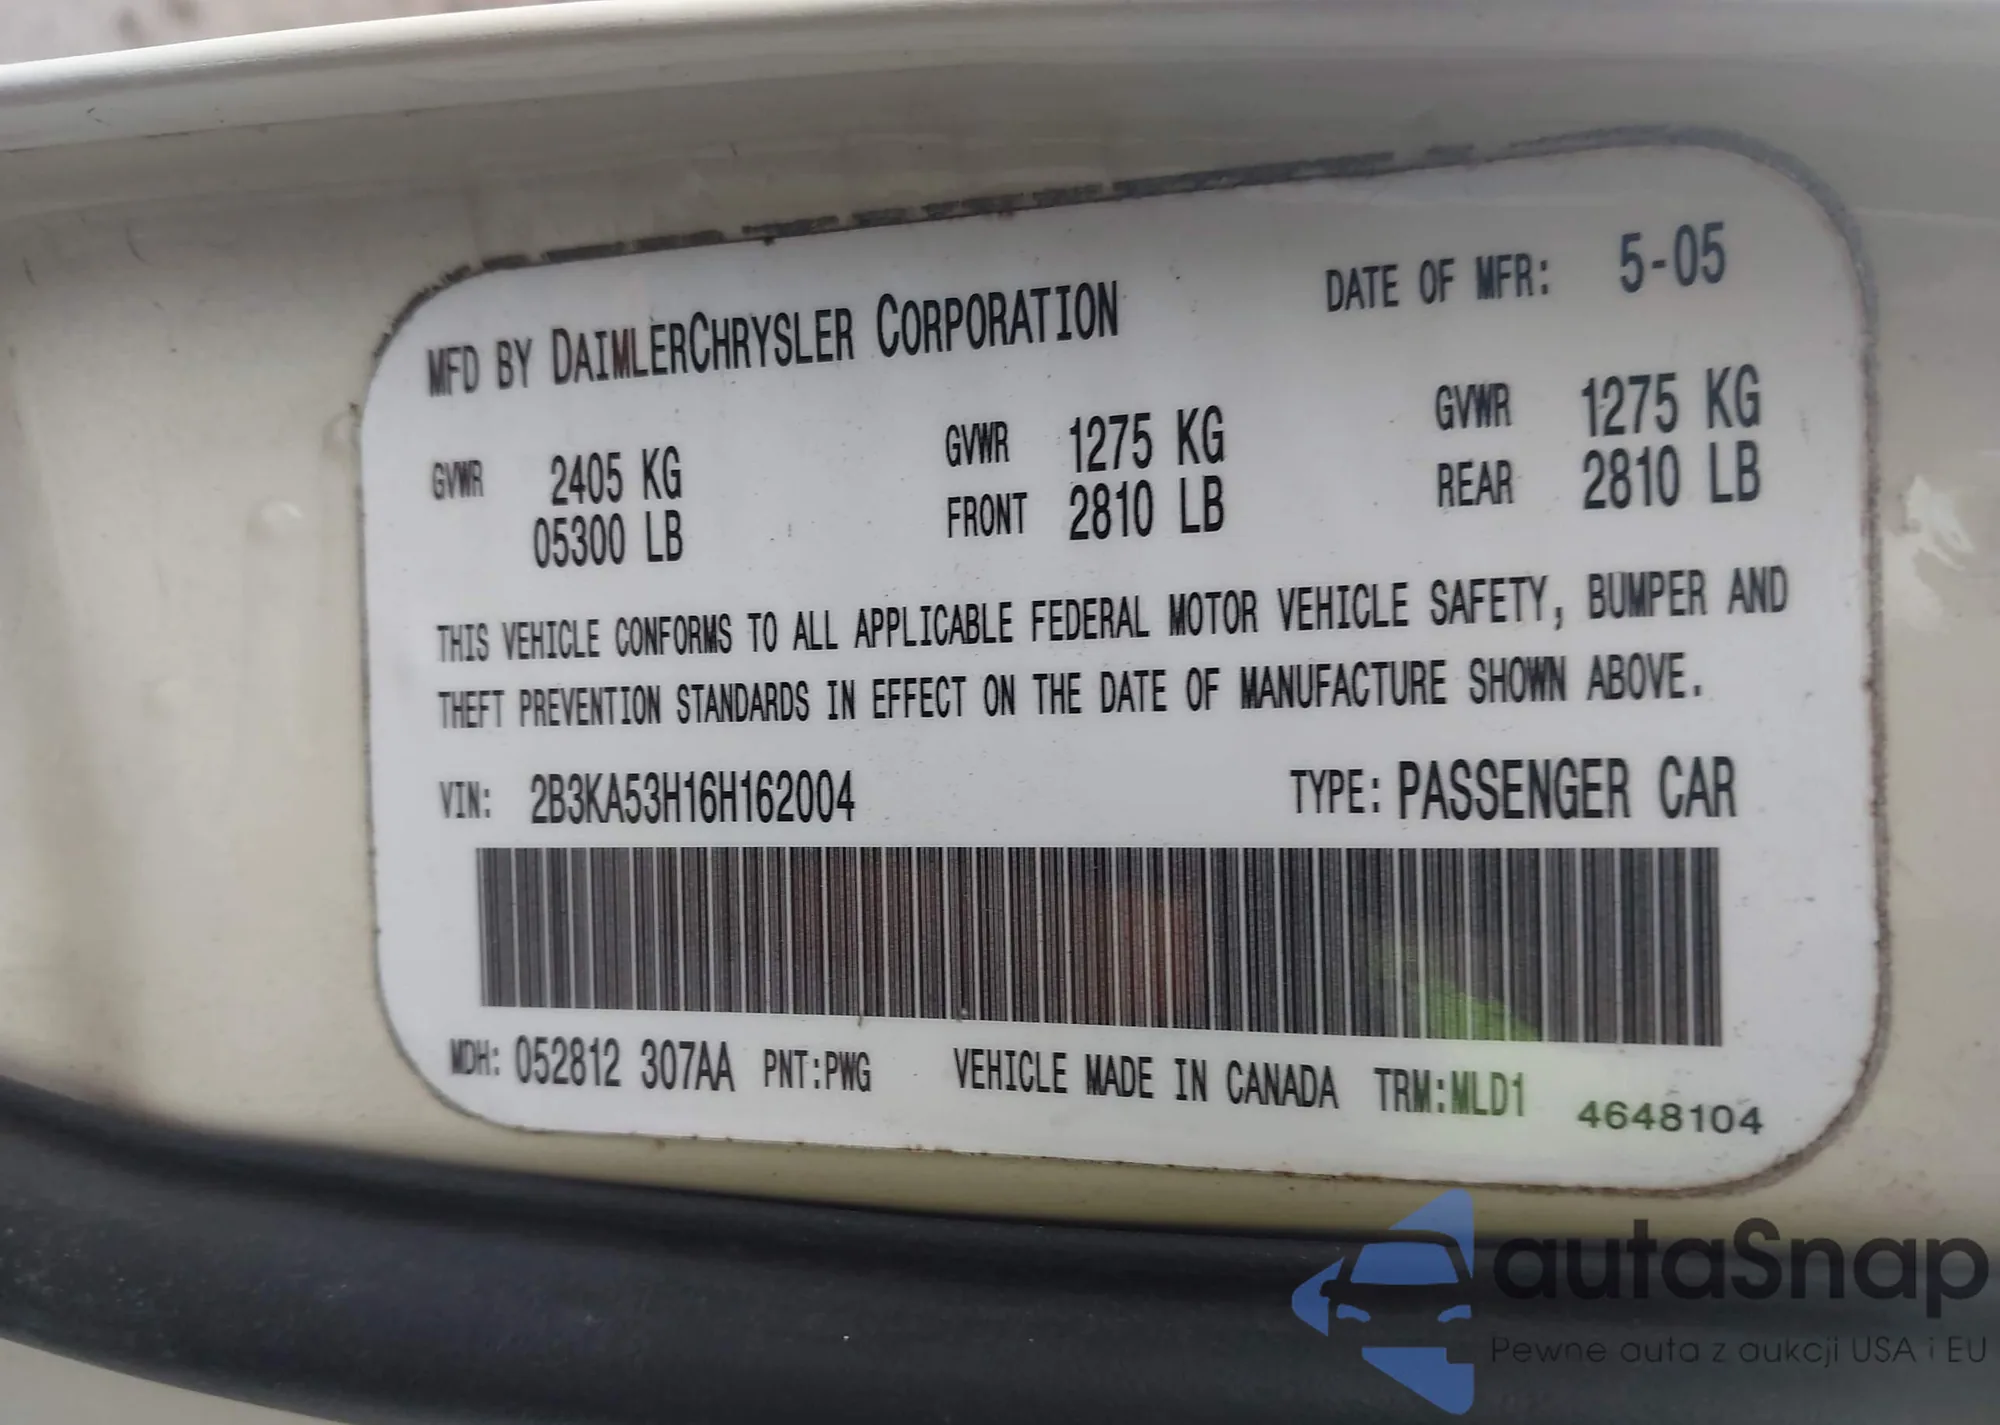 MFD BY DAIMLERCHRYSLER CORPORATION DATE OF MFR: 5-05
GVWR 2405 KG GVWR 1275 KG GVWR 1275 KG
05300 LB FRONT 2810 LB REAR 2810 LB
THIS VEHICLE CONFORMS TO ALL APPLICABLE FEDERAL MOTOR VEHICLE SAFETY, BUMPER AND
THEFT PREVENTION STANDARDS IN EFFECT ON THE DATE OF MANUFACTURE SHOWN ABOVE.
VIN: 2B3KA53H16H162004 TYPE: PASSENGER CAR
MDH: 052812 307AA PNT:PWG VEHICLE MADE IN CANADA TRM:MLD1 4648104
autaSnap
Pewne auta z aukcji USA i EU